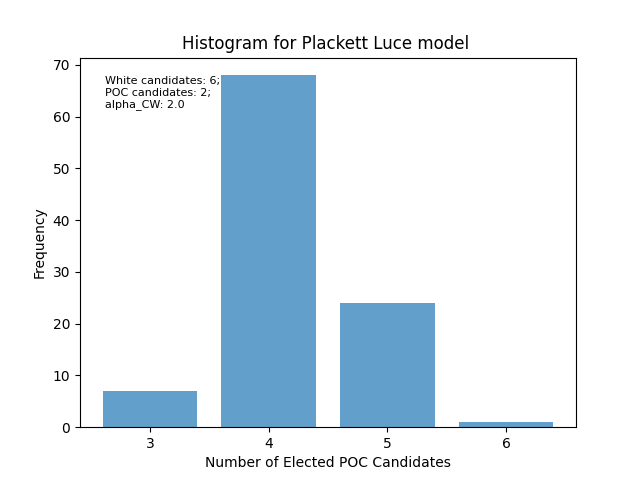 Histogram for Plackett Luce model
White candidates: 6;
POC candidates: 2;
alpha_CW: 2.0
70
60
50
40
30
20
10
0
Frequency
3 4 5 6
Number of Elected POC Candidates